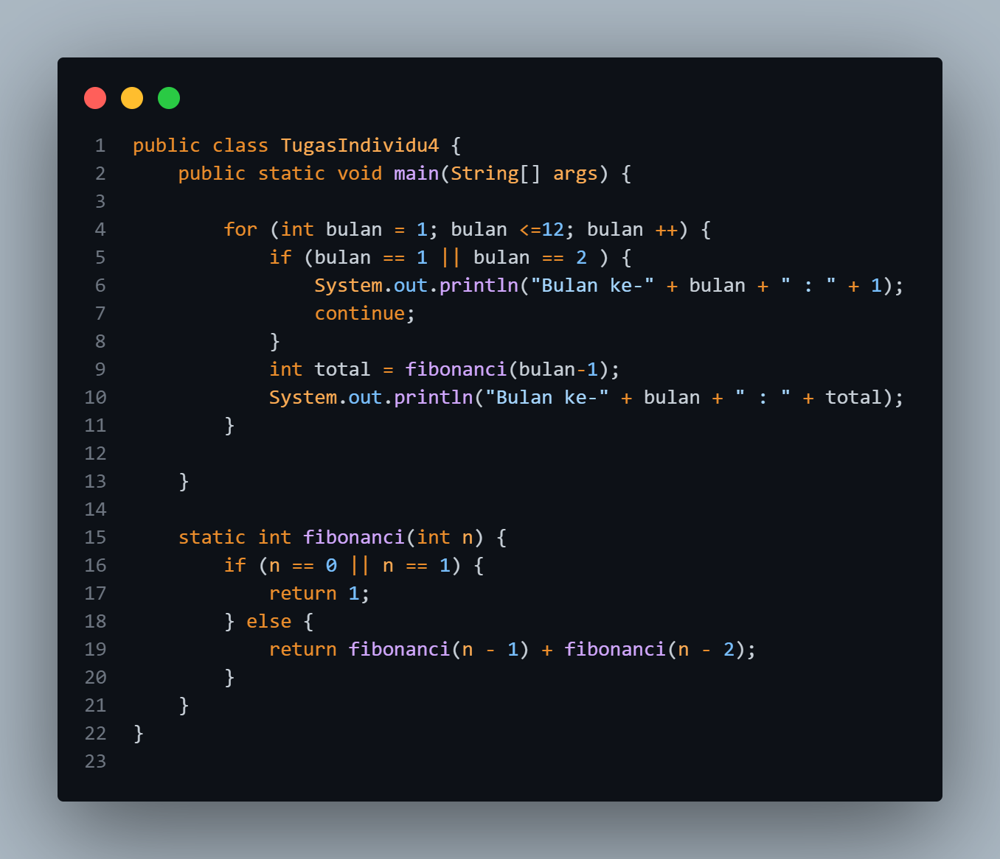 1 public class TugasIndividu4 {
2     public static void main(String[] args) {
3
4         for (int bulan = 1; bulan <=12; bulan ++) {
5             if (bulan == 1 || bulan == 2 ) {
6                 System.out.println("Bulan ke-" + bulan + " : " + 1);
7                 continue;
8             }
9             int total = fibonanci(bulan-1);
10             System.out.println("Bulan ke-" + bulan + " : " + total);
11         }
12
13     }
14
15     static int fibonanci(int n) {
16         if (n == 0 || n == 1) {
17             return 1;
18         } else {
19             return fibonanci(n - 1) + fibonanci(n - 2);
20         }
21     }
22 }
23